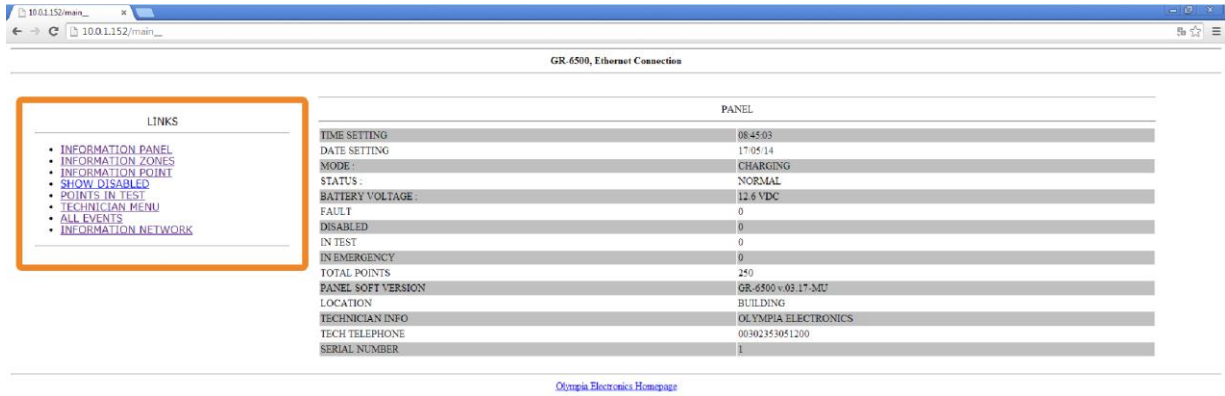 10.0.1.152/main_
10.0.1.152/main_
GR-6500, Ethernet Connection
LINKS
INFORMATION PANEL
INFORMATION ZONES
INFORMATION POINT
SHOW DISABLED
POINTS IN TEST
TECHNICIAN MENU
ALL EVENTS
INFORMATION NETWORK
PANEL
TIME SETTING 08:45:03
DATE SETTING 17/05/14
MODE : CHARGING
STATUS : NORMAL
BATTERY VOLTAGE : 12.6 VDC
FAULT 0
DISABLED 0
IN TEST 0
IN EMERGENCY 0
TOTAL POINTS 250
PANEL SOFT VERSION GR-6500 v.03.17-MU
LOCATION BUILDING
TECHNICIAN INFO OLYMPIA ELECTRONICS
TECH TELEPHONE 00302353051200
SERIAL NUMBER 1
Olympia Electronics Homepage